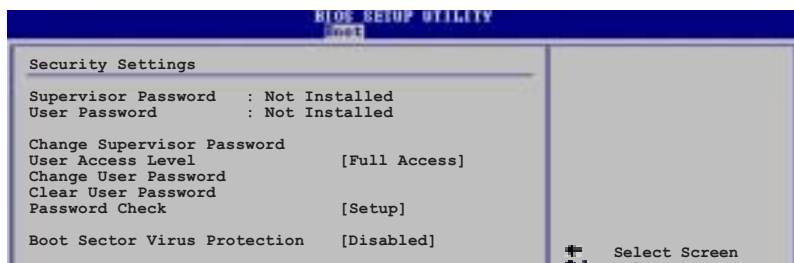 BIOS SETUP UTILITY
Boot
Security Settings
Supervisor Password : Not Installed
User Password : Not Installed
Change Supervisor Password
User Access Level [Full Access]
Change User Password
Clear User Password
Password Check [Setup]
Boot Sector Virus Protection [Disabled]
Select Screen